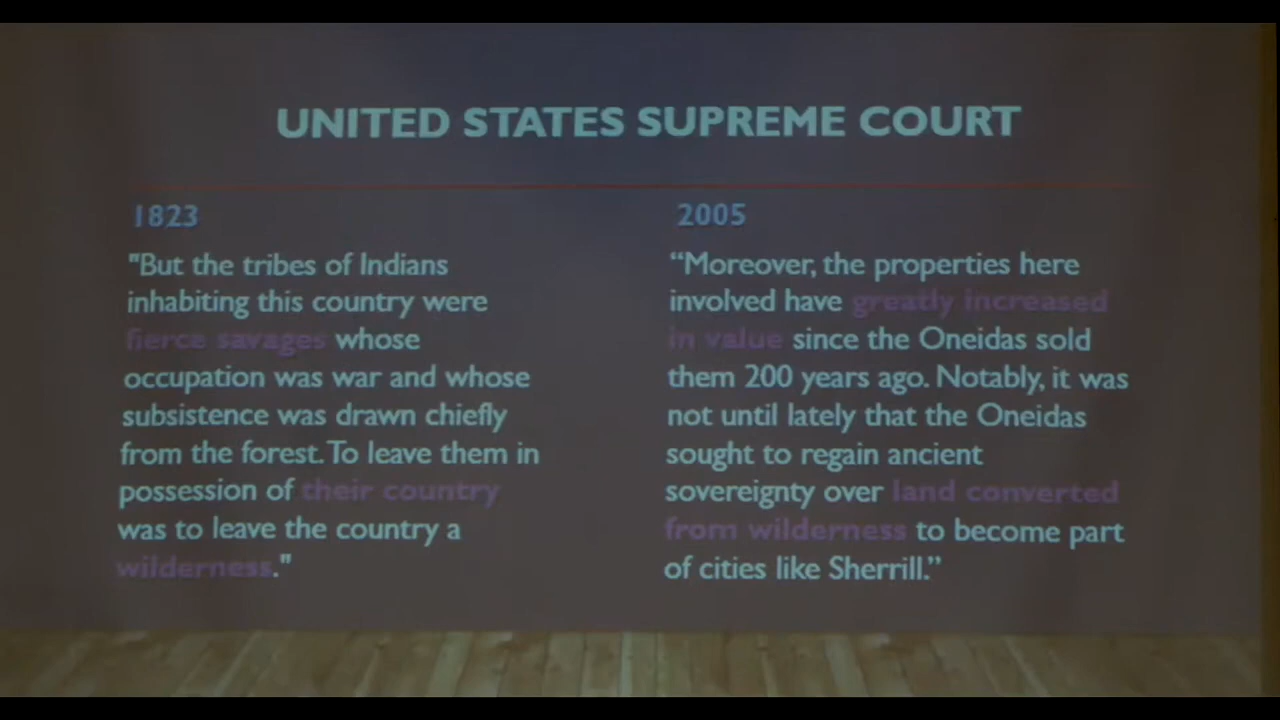 UNITED STATES SUPREME COURT
1823
"But the tribes of Indians
inhabiting this country were
fierce savages whose
occupation was war and whose
subsistence was drawn chiefly
from the forest. To leave them in
possession of their country
was to leave the country a
wilderness."
2005
“Moreover, the properties here
involved have greatly increased
in value since the Oneidas sold
them 200 years ago. Notably, it was
not until lately that the Oneidas
sought to regain ancient
sovereignty over land converted
from wilderness to become part
of cities like Sherrill.”